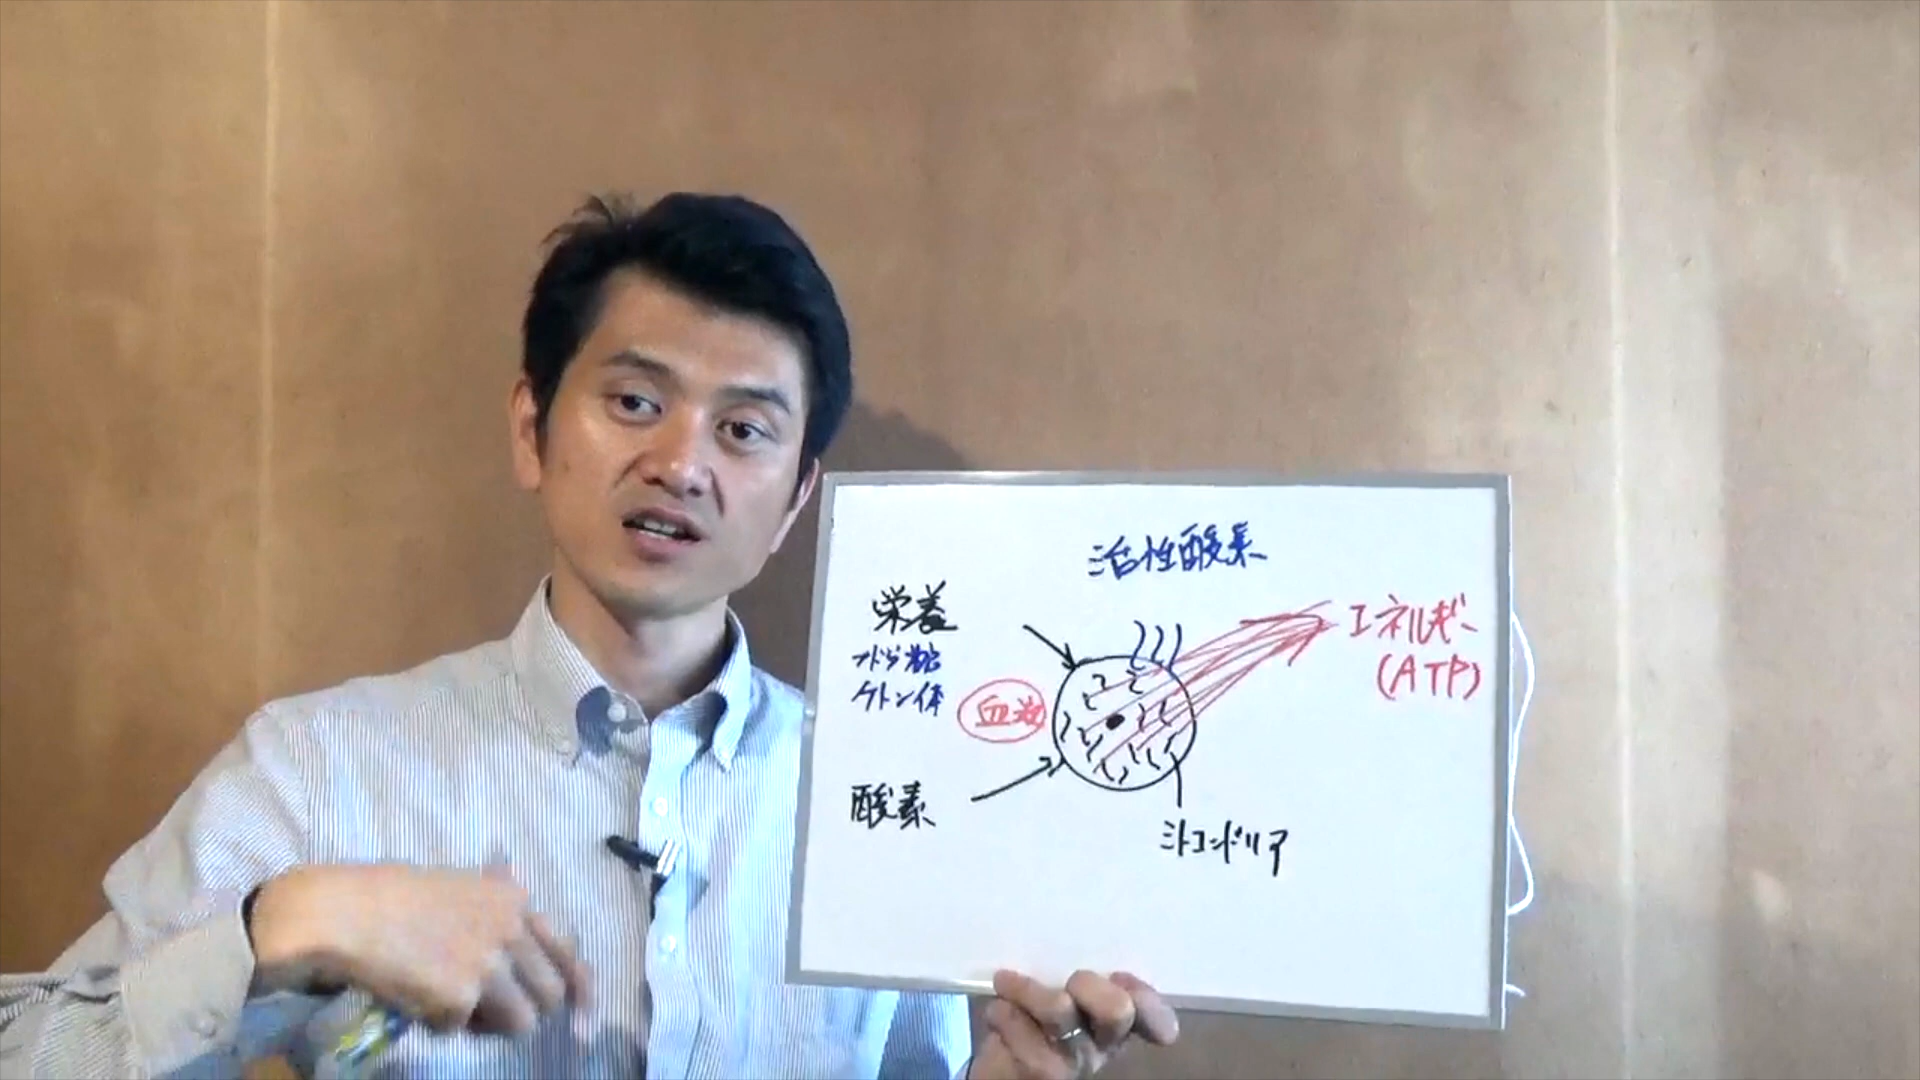 活性酸素
栄養
ブドウ糖
ケトン体
血液
酸素
エネルギー
(ATP)
ミトコンドリア